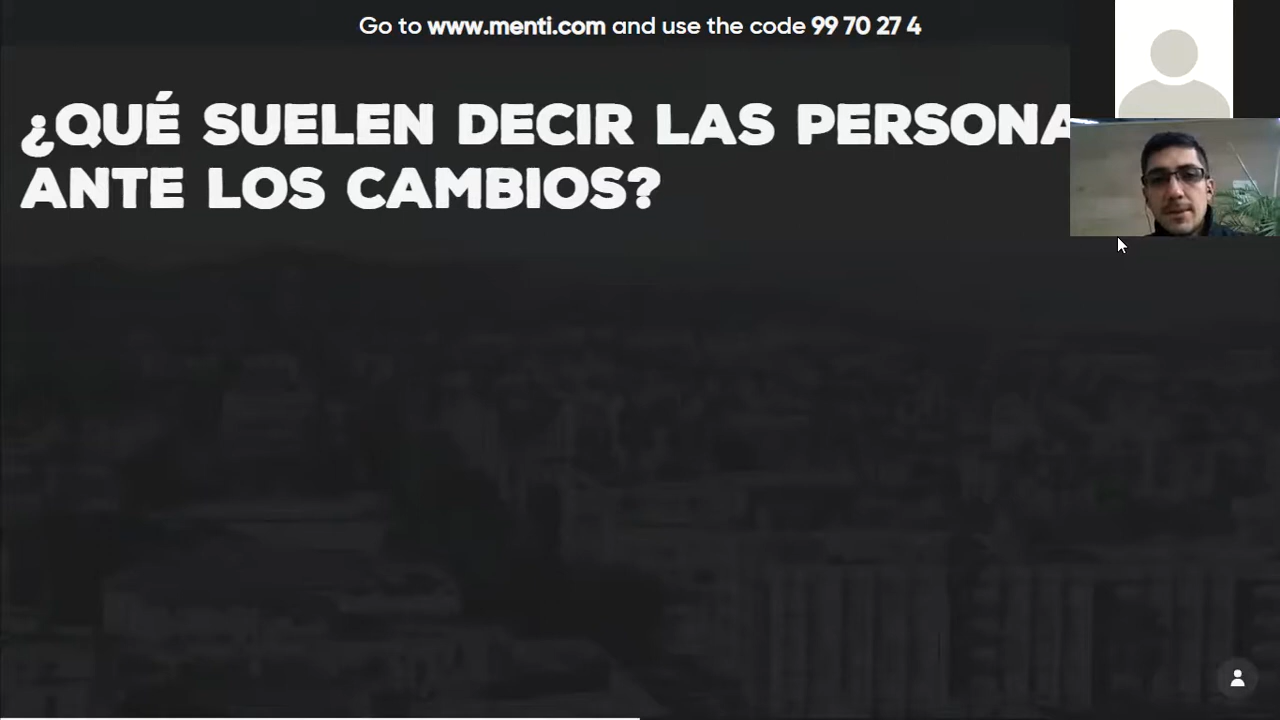 Go to www.menti.com and use the code 99 70 27 4
¿QUÉ SUELEN DECIR LAS PERSONA
ANTE LOS CAMBIOS?